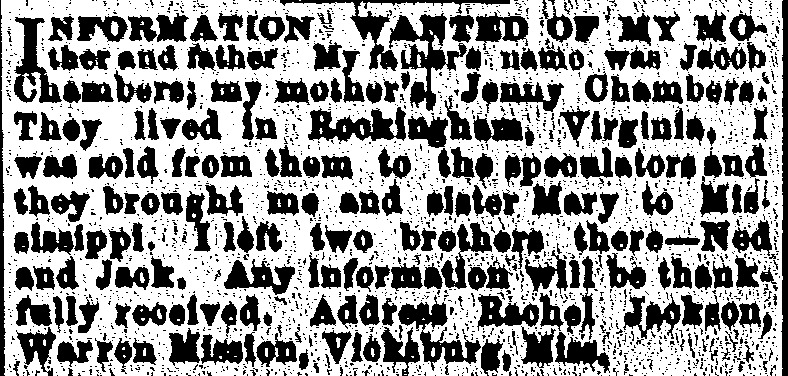 INFORMATION WANTED OF MY MO-
ther and father. My father's name was Jacob
Chambers; my mother's, Jenny Chambers.
They lived in Rockingham, Virginia. I
was sold from them to the speculators and
they brought me and sister Mary to Mis-
sissippi. I left two brothers there—Ned
and Jack. Any information will be thank-
fully received. Address Rachel Jackson,
Warren Mission, Vicksburg, Miss.